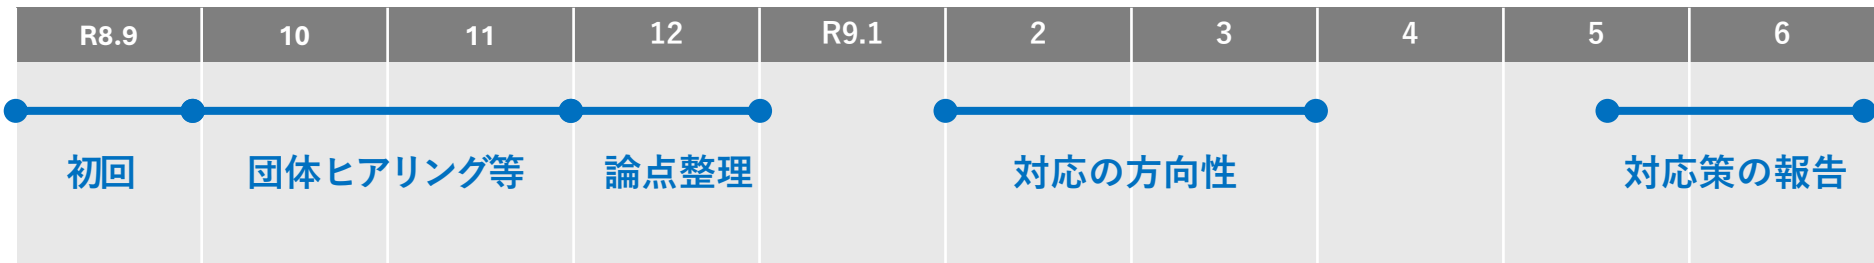 R8.9 10 11 12 R9.1 2 3 4 5 6
初回 団体ヒアリング等 論点整理 対応の方向性 対応策の報告